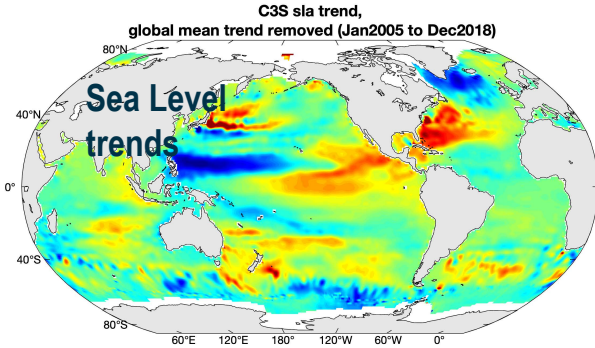 C3S sla trend,
global mean trend removed (Jan2005 to Dec2018)
80°N
Sea Level
trends
40°N
0°
40°S
80°S
60°E 120°E 180° 120°W 60°W 0°